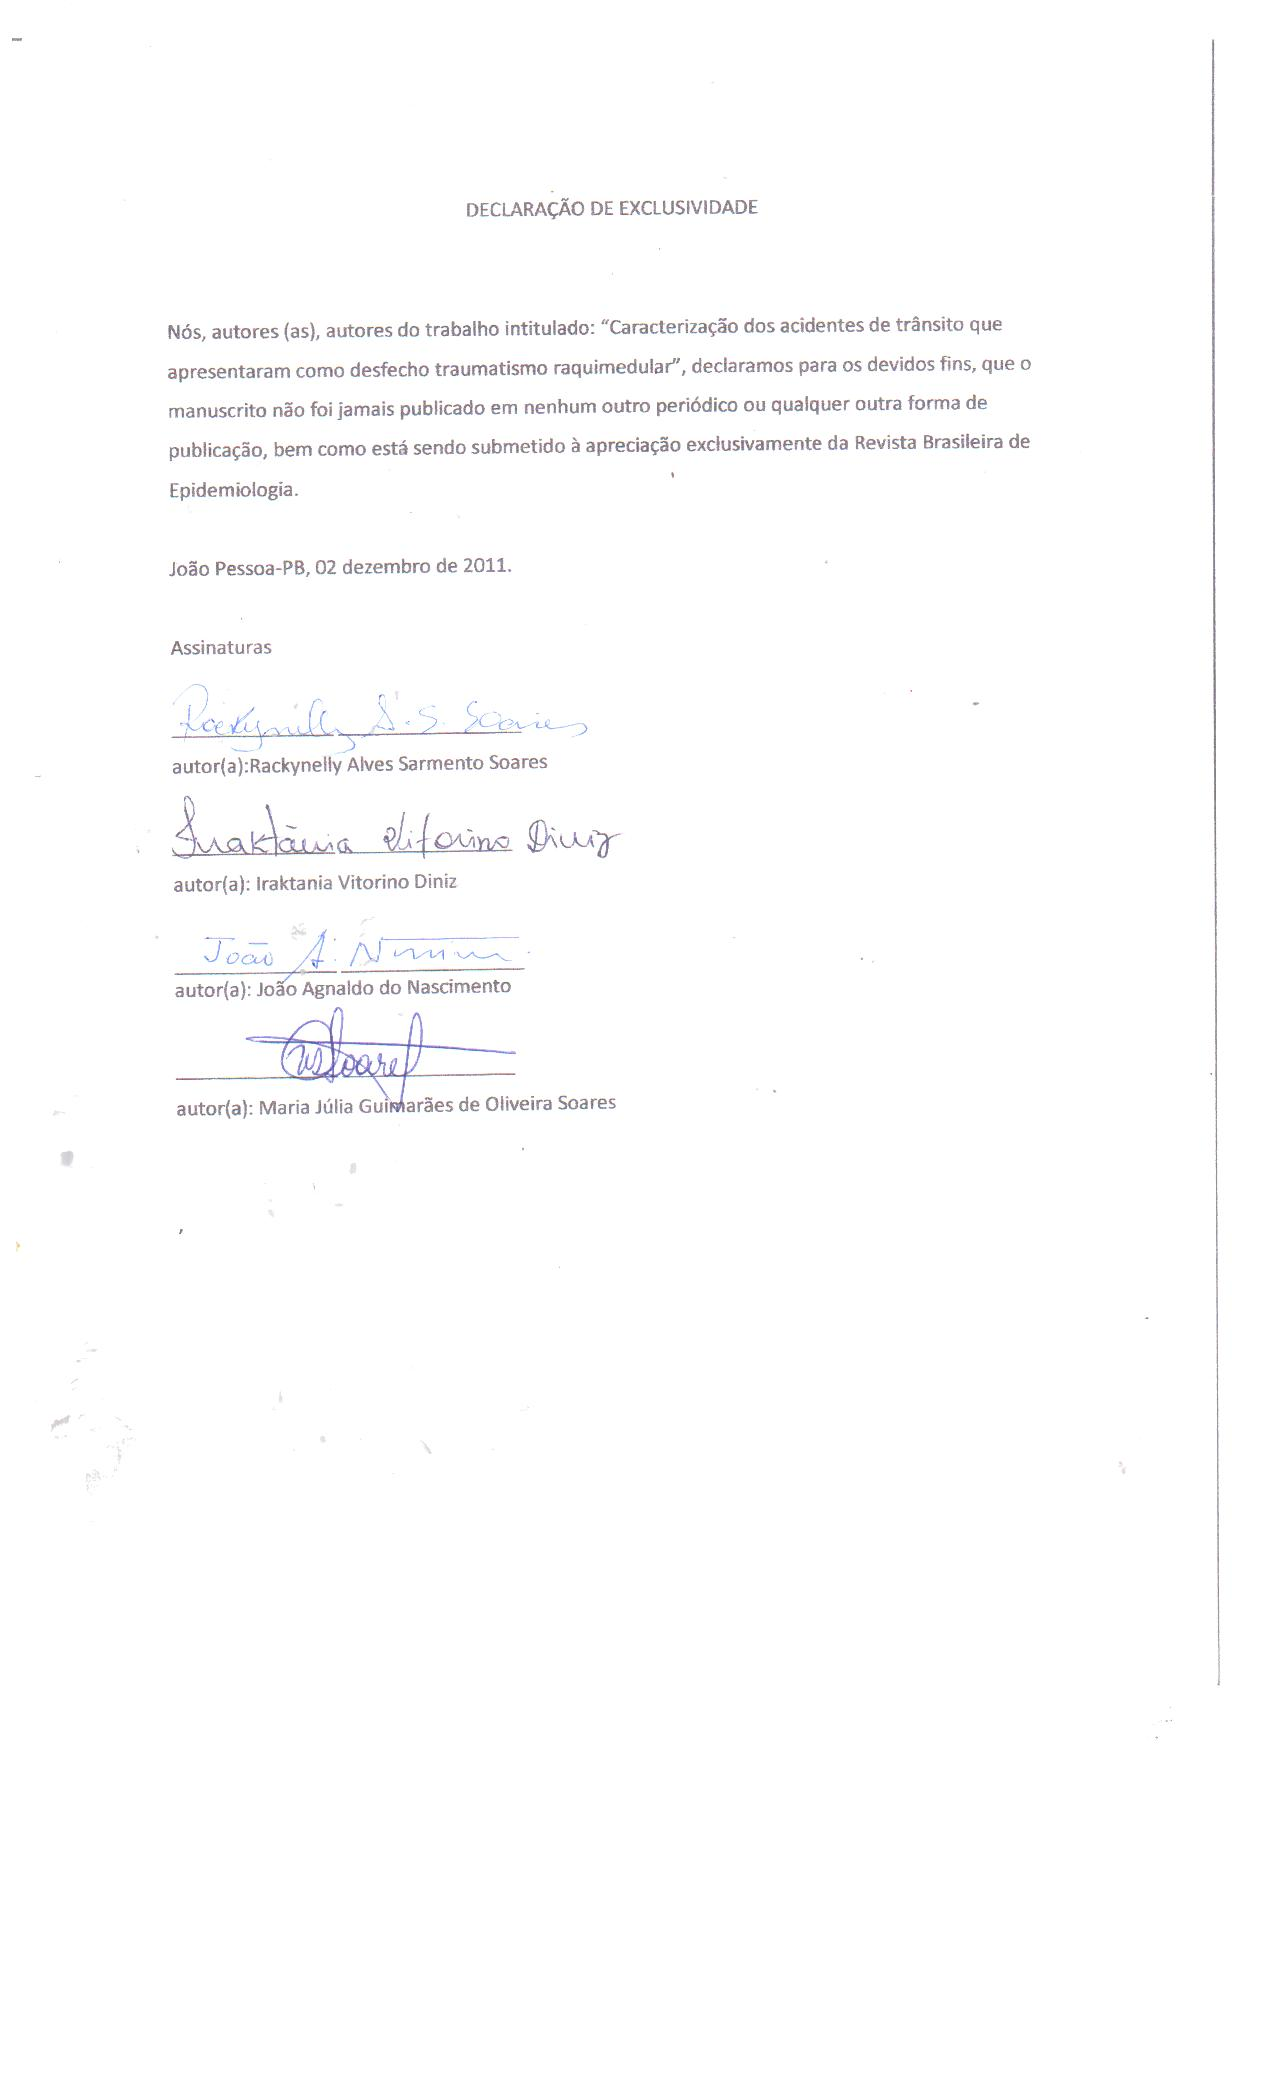 DECLARAÇÃO DE EXCLUSIVIDADE
Nós, autores (as), autores do trabalho intitulado: “Caracterização dos acidentes de trânsito que
apresentaram como desfecho traumatismo raquimedular”, declaramos para os devidos fins, que o
manuscrito não foi jamais publicado em nenhum outro periódico ou qualquer outra forma de
publicação, bem como está sendo submetido à apreciação exclusivamente da Revista Brasileira de
Epidemiologia.
João Pessoa-PB, 02 dezembro de 2011.
Assinaturas
Rackynelly A. S. Soares
autor(a):Rackynelly Alves Sarmento Soares
Iraktânia Vitorino Diniz
autor(a): Iraktania Vitorino Diniz
João A.
autor(a): João Agnaldo do Nascimento
Soares
autor(a): Maria Júlia Guimarães de Oliveira Soares